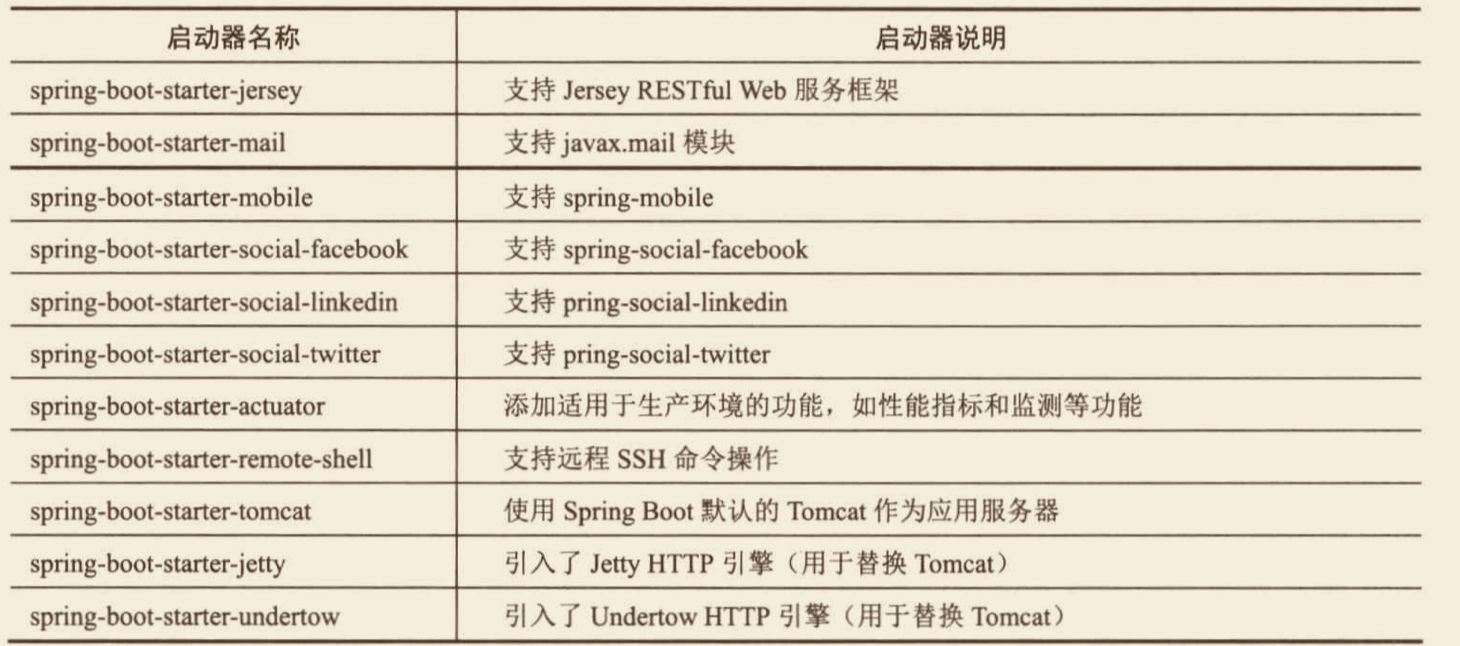 启动器名称 启动器说明
spring-boot-starter-jersey 支持 Jersey RESTful Web 服务框架
spring-boot-starter-mail 支持 javax.mail 模块
spring-boot-starter-mobile 支持 spring-mobile
spring-boot-starter-social-facebook 支持 spring-social-facebook
spring-boot-starter-social-linkedin 支持 pring-social-linkedin
spring-boot-starter-social-twitter 支持 pring-social-twitter
spring-boot-starter-actuator 添加适用于生产环境的功能，如性能指标和监测等功能
spring-boot-starter-remote-shell 支持远程 SSH 命令操作
spring-boot-starter-tomcat 使用 Spring Boot 默认的 Tomcat 作为应用服务器
spring-boot-starter-jetty 引入了 Jetty HTTP 引擎（用于替换 Tomcat）
spring-boot-starter-undertow 引入了 Undertow HTTP 引擎（用于替换 Tomcat）